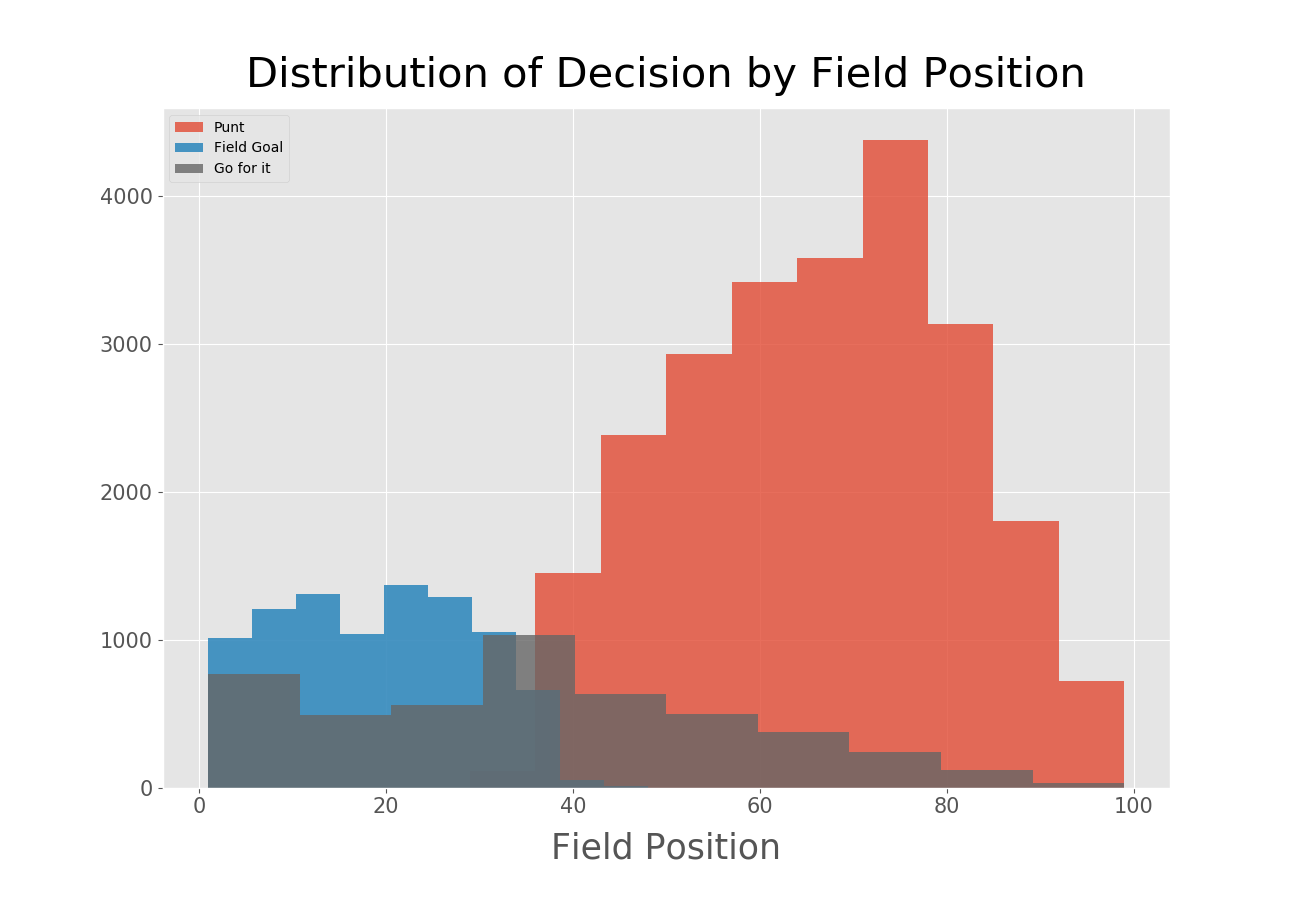 Distribution of Decision by Field Position
Punt
Field Goal
Go for it
4000
3000
2000
1000
0
0 20 40 60 80 100
Field Position